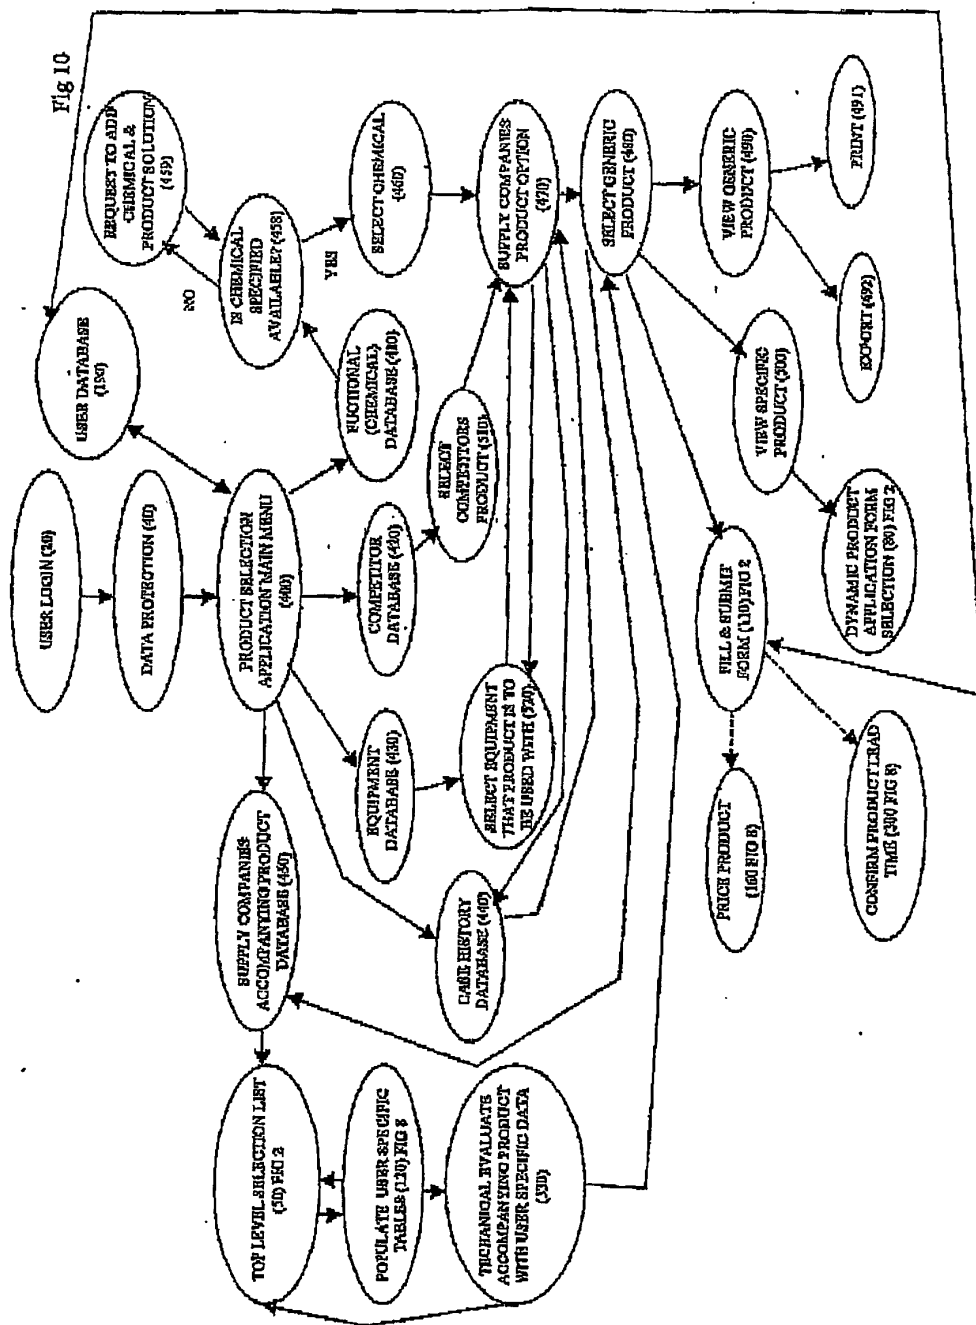 Fig 10
USER LOGIN (20)
DATA PROTECTION (40)
USER DATABASE
(190)
PRODUCT SELECTION
APPLICATION MAIN MENU
(400)
REQUEST TO ADD
CHEMICAL &
PRODUCT SOLUTION
(459)
NO
IS CHEMICAL
SPECIFIED
AVAILABLE? (458)
YES
SELECT CHEMICAL
(460)
FUCTIONAL
(CHEMICAL)
DATABASE (410)
COMPETITOR
DATABASE (420)
SELECT
COMPETITORS
PRODUCT (510)
EQUIPMENT
DATABASE (430)
SELECT EQUIPMENT
THAT PRODUCT IS TO
BE USED WITH (520)
CASE HISTORY
DATABASE (440)
SUPPLY COMPANIES
ACCOMPANYING PRODUCT
DATABASE (450)
TOP LEVEL SELECTION LIST
(50) FIG 2
POPULATE USER SPECIFIC
TABLES (120) FIG 8
TECHANICAL EVALUATE
ACCOMPANYING PRODUCT
WITH USER SPECIFIC DATA
(530)
SUPPLY COMPANIES
PRODUCT OPTION
(470)
SELECT GENERIC
PRODUCT (480)
VIEW GENERIC
PRODUCT (490)
PRINT (491)
EXPORT (492)
VIEW SPECIFIC
PRODUCT (500)
DYNAMIC PRODUCT
APPLICATION FORM
SELECTION (80) FIG 2
FILL & SUBMIT
FORM (110) FIG 2
PRICE PRODUCT
(160 FIG 8)
CONFIRM PRODUCT LEAD
TIME (300 FIG 8)